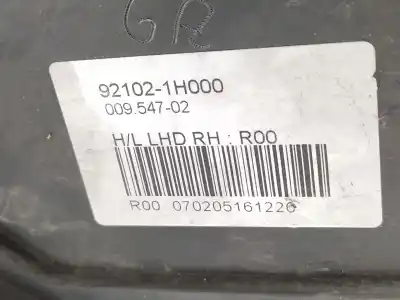 GR
92102-1H000
009.547-02
H/L LHD RH : R00
R00 070205161226